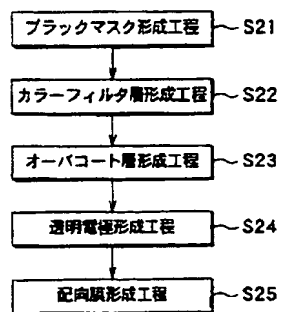 ブラックマスク形成工程 S21
カラーフィルタ層形成工程 S22
オーバコート層形成工程 S23
透明電極形成工程 S24
配向膜形成工程 S25